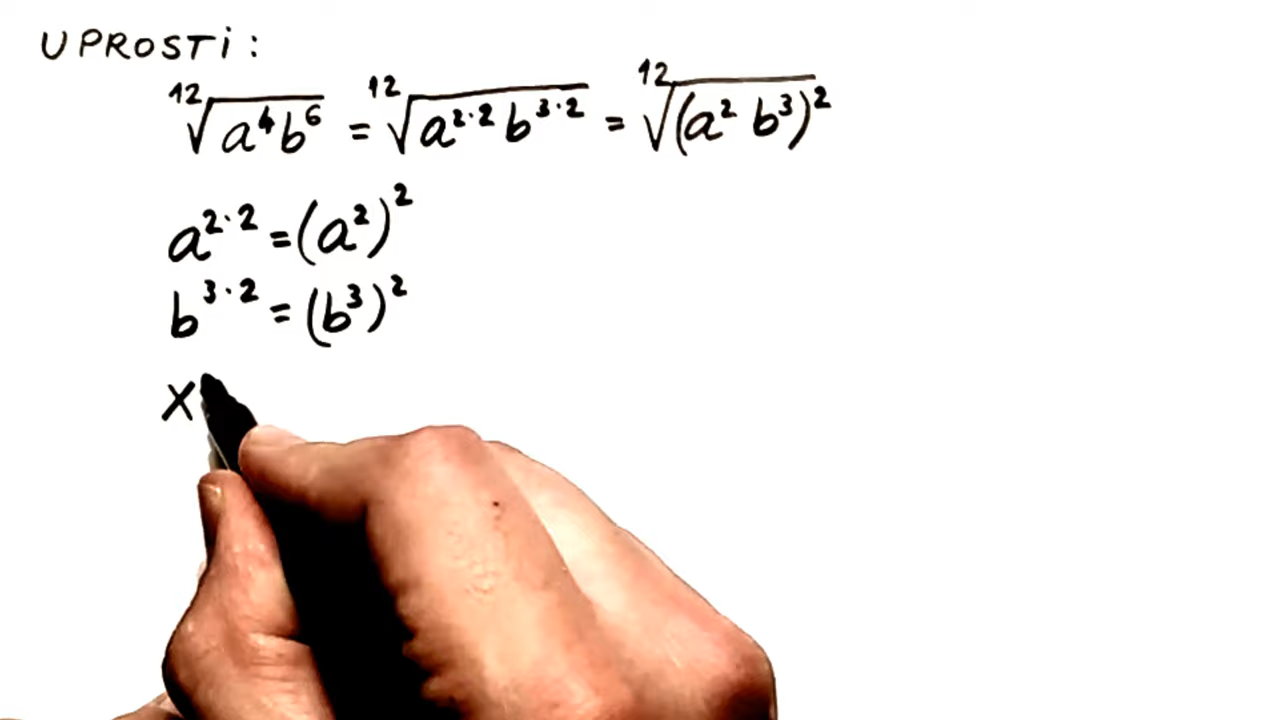 UPROSTi:
¹²√(a⁴b⁶) = ¹²√(a²·²b³·²) = ¹²√((a²b³)²)
a²·² = (a²)²
b³·² = (b³)²
x